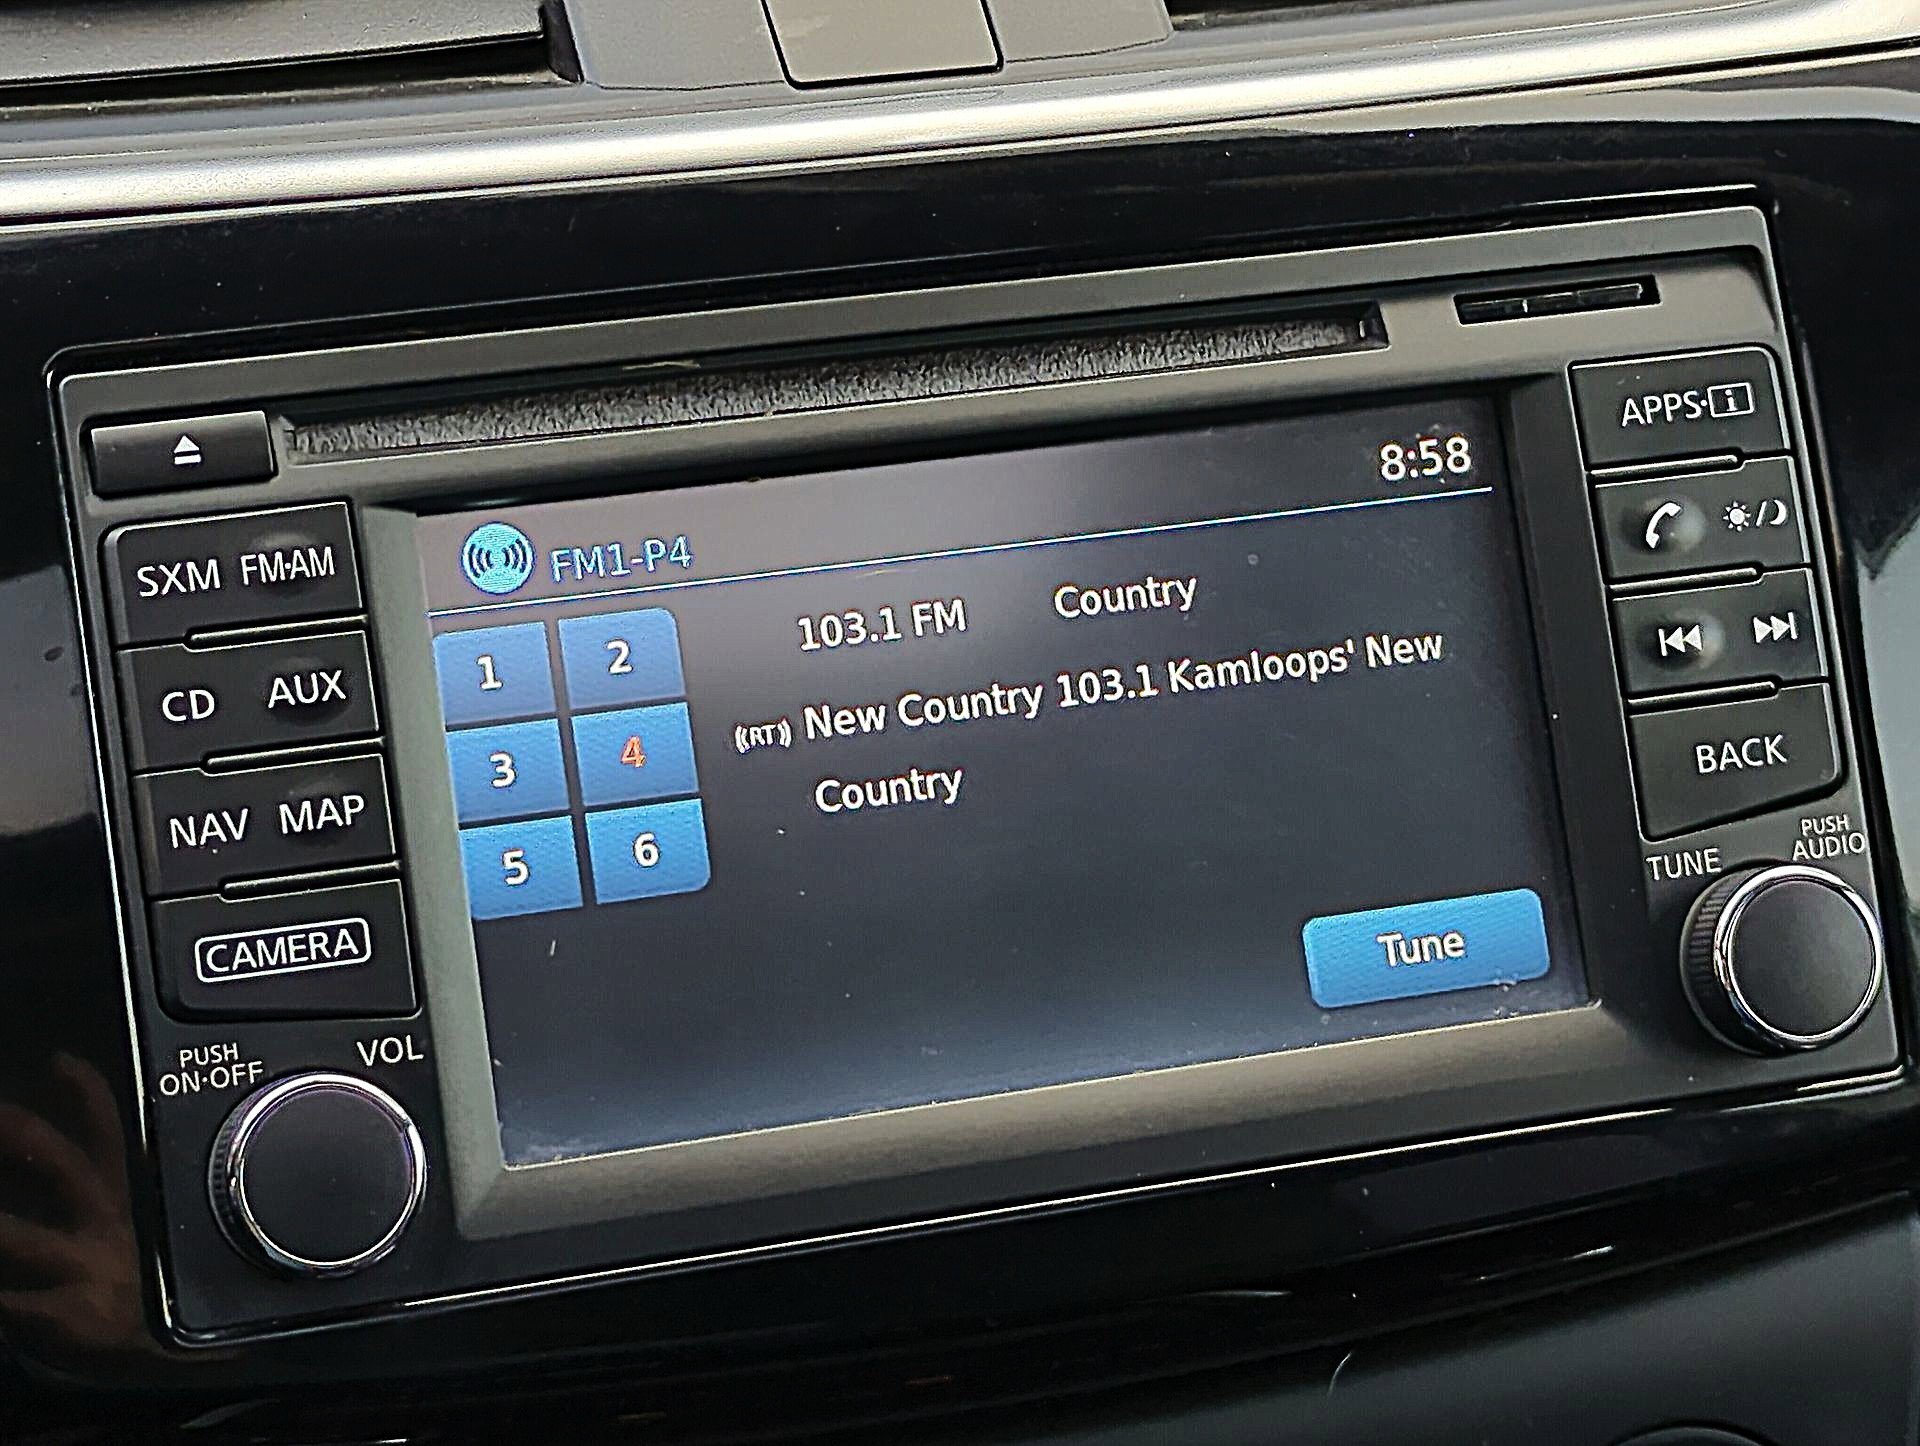 APPS·i
8:58
SXM FM·AM
FM1-P4
103.1 FM Country
1 2
CD AUX
((RT)) New Country 103.1 Kamloops' New
Country
3 4
BACK
NAV MAP
5 6
TUNE
PUSH
AUDIO
CAMERA
Tune
PUSH
ON·OFF
VOL